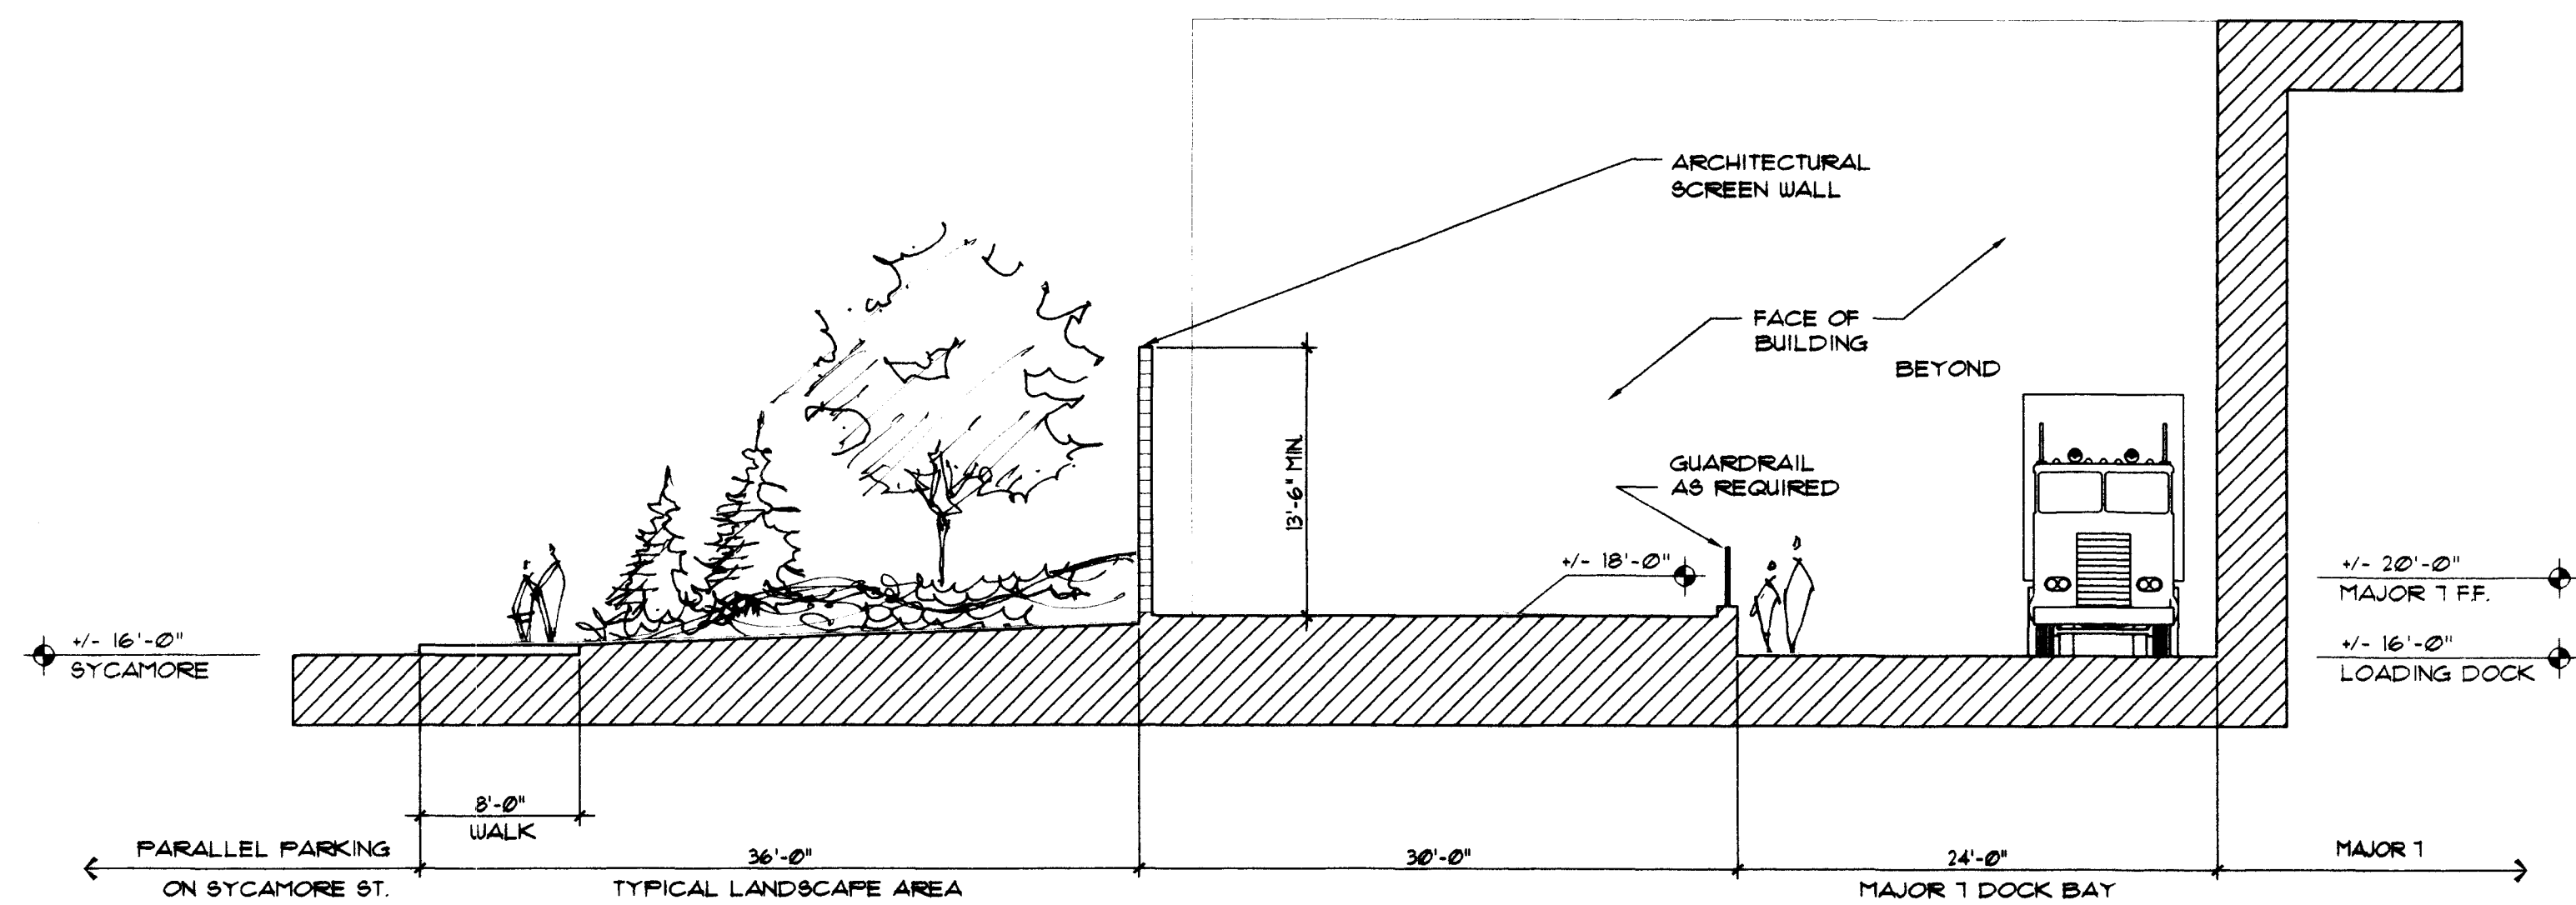 ARCHITECTURAL
SCREEN WALL
FACE OF
BUILDING
BEYOND
13'-6" MIN.
GUARDRAIL
AS REQUIRED
+/- 18'-0"
+/- 20'-0"
MAJOR 7 F.F.
+/- 16'-0"
SYCAMORE
+/- 16'-0"
LOADING DOCK
8'-0"
WALK
PARALLEL PARKING
ON SYCAMORE ST.
36'-0"
TYPICAL LANDSCAPE AREA
30'-0"
24'-0"
MAJOR 7 DOCK BAY
MAJOR 7